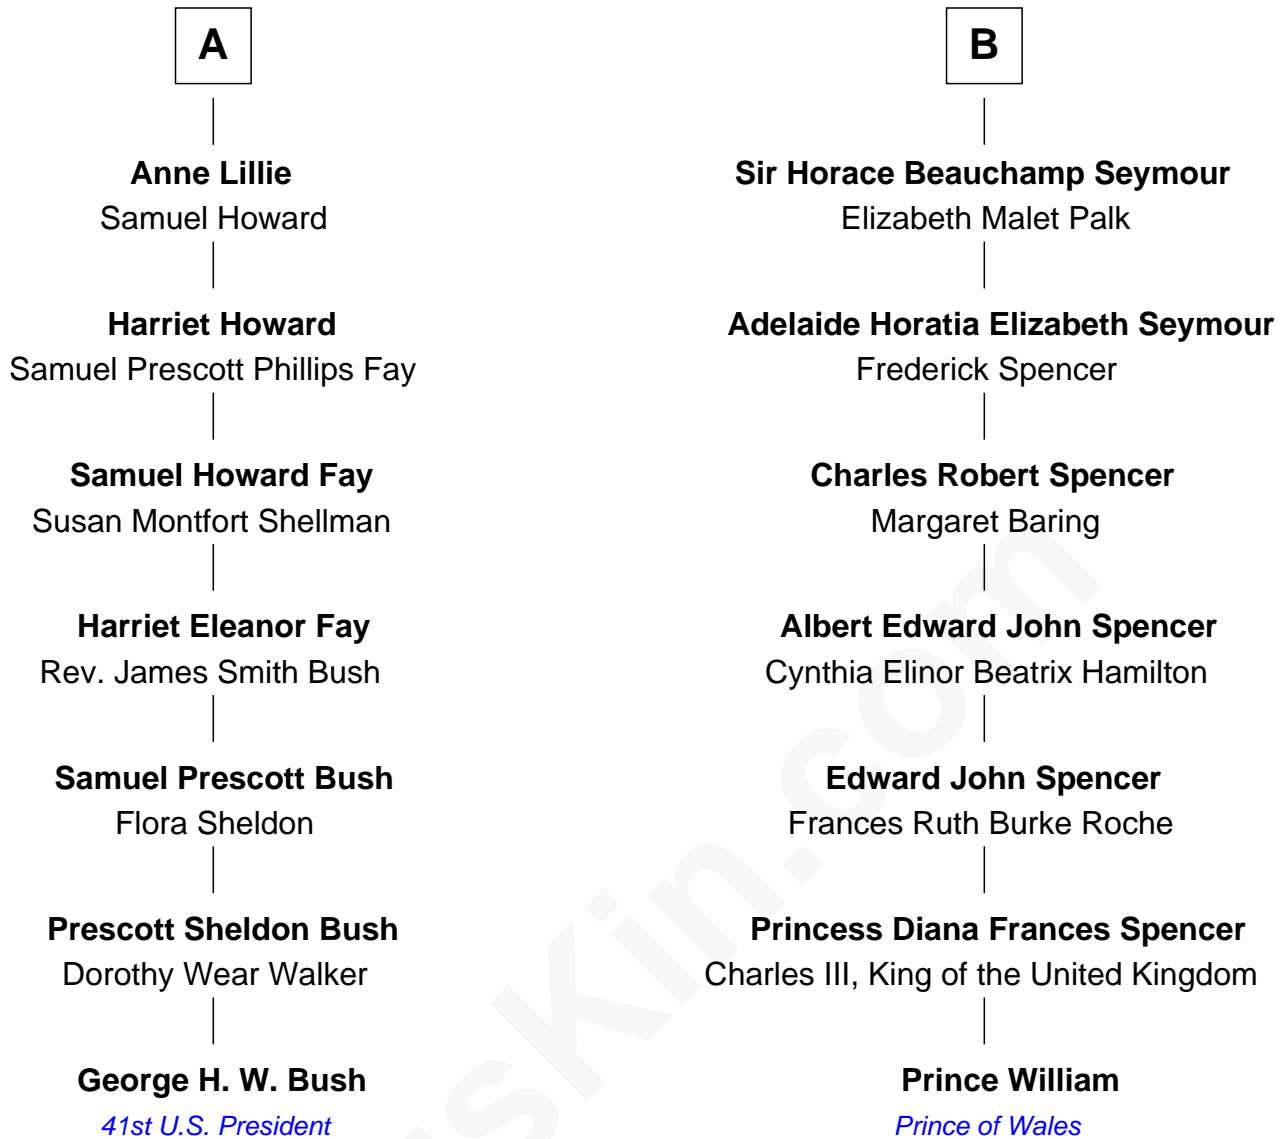 A
Anne Lillie
Samuel Howard
Harriet Howard
Samuel Prescott Phillips Fay
Samuel Howard Fay
Susan Montfort Shellman
Harriet Eleanor Fay
Rev. James Smith Bush
Samuel Prescott Bush
Flora Sheldon
Prescott Sheldon Bush
Dorothy Wear Walker
George H. W. Bush
41st U.S. President
B
Sir Horace Beauchamp Seymour
Elizabeth Malet Palk
Adelaide Horatia Elizabeth Seymour
Frederick Spencer
Charles Robert Spencer
Margaret Baring
Albert Edward John Spencer
Cynthia Elinor Beatrix Hamilton
Edward John Spencer
Frances Ruth Burke Roche
Princess Diana Frances Spencer
Charles III, King of the United Kingdom
Prince William
Prince of Wales